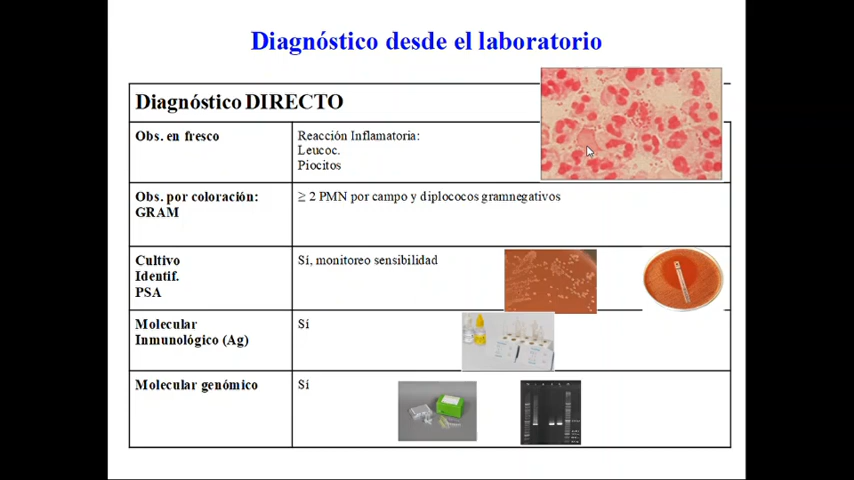 Diagnóstico desde el laboratorio
Diagnóstico DIRECTO
Obs. en fresco
Reacción Inflamatoria:
Leucoc.
Piocitos
Obs. por coloración:
GRAM
≥ 2 PMN por campo y diplococos gramnegativos
Cultivo
Identif.
PSA
Sí, monitoreo sensibilidad
Molecular
Inmunológico (Ag)
Sí
Molecular genómico
Sí